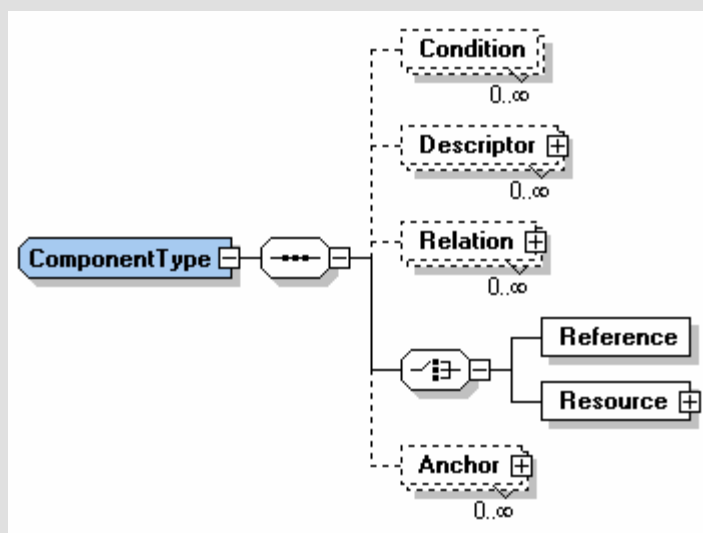 Condition
0..∞
Descriptor
0..∞
Relation
0..∞
ComponentType
Reference
Resource
Anchor
0..∞